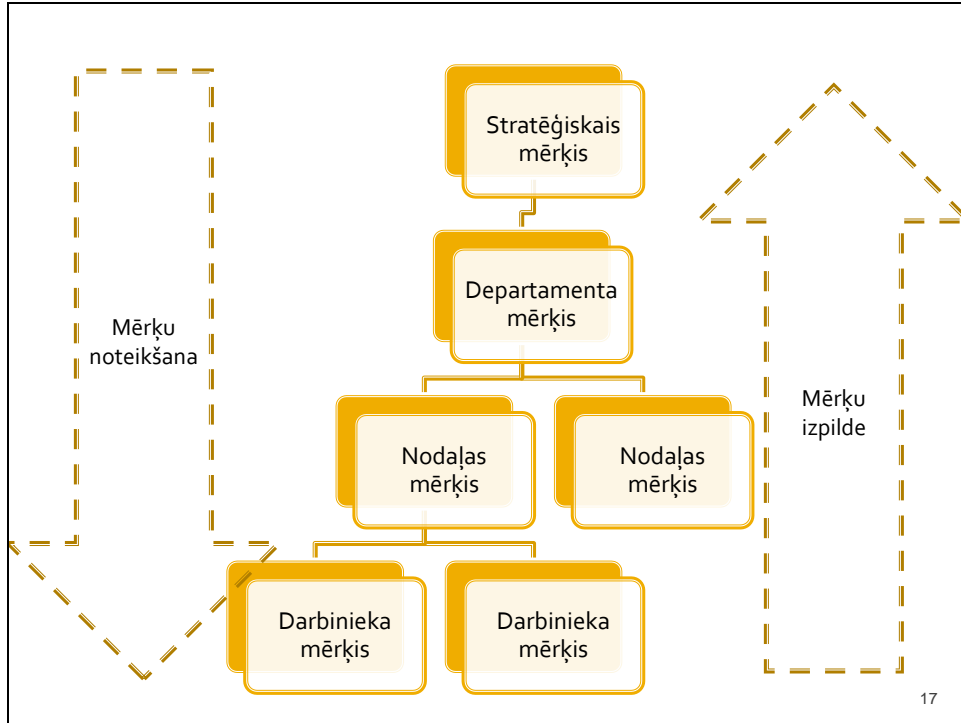 Stratēģiskais
mērķis
Departamenta
mērķis
Mērķu
noteikšana
Mērķu
izpilde
Nodaļas
mērķis
Nodaļas
mērķis
Darbinieka
mērķis
Darbinieka
mērķis
17